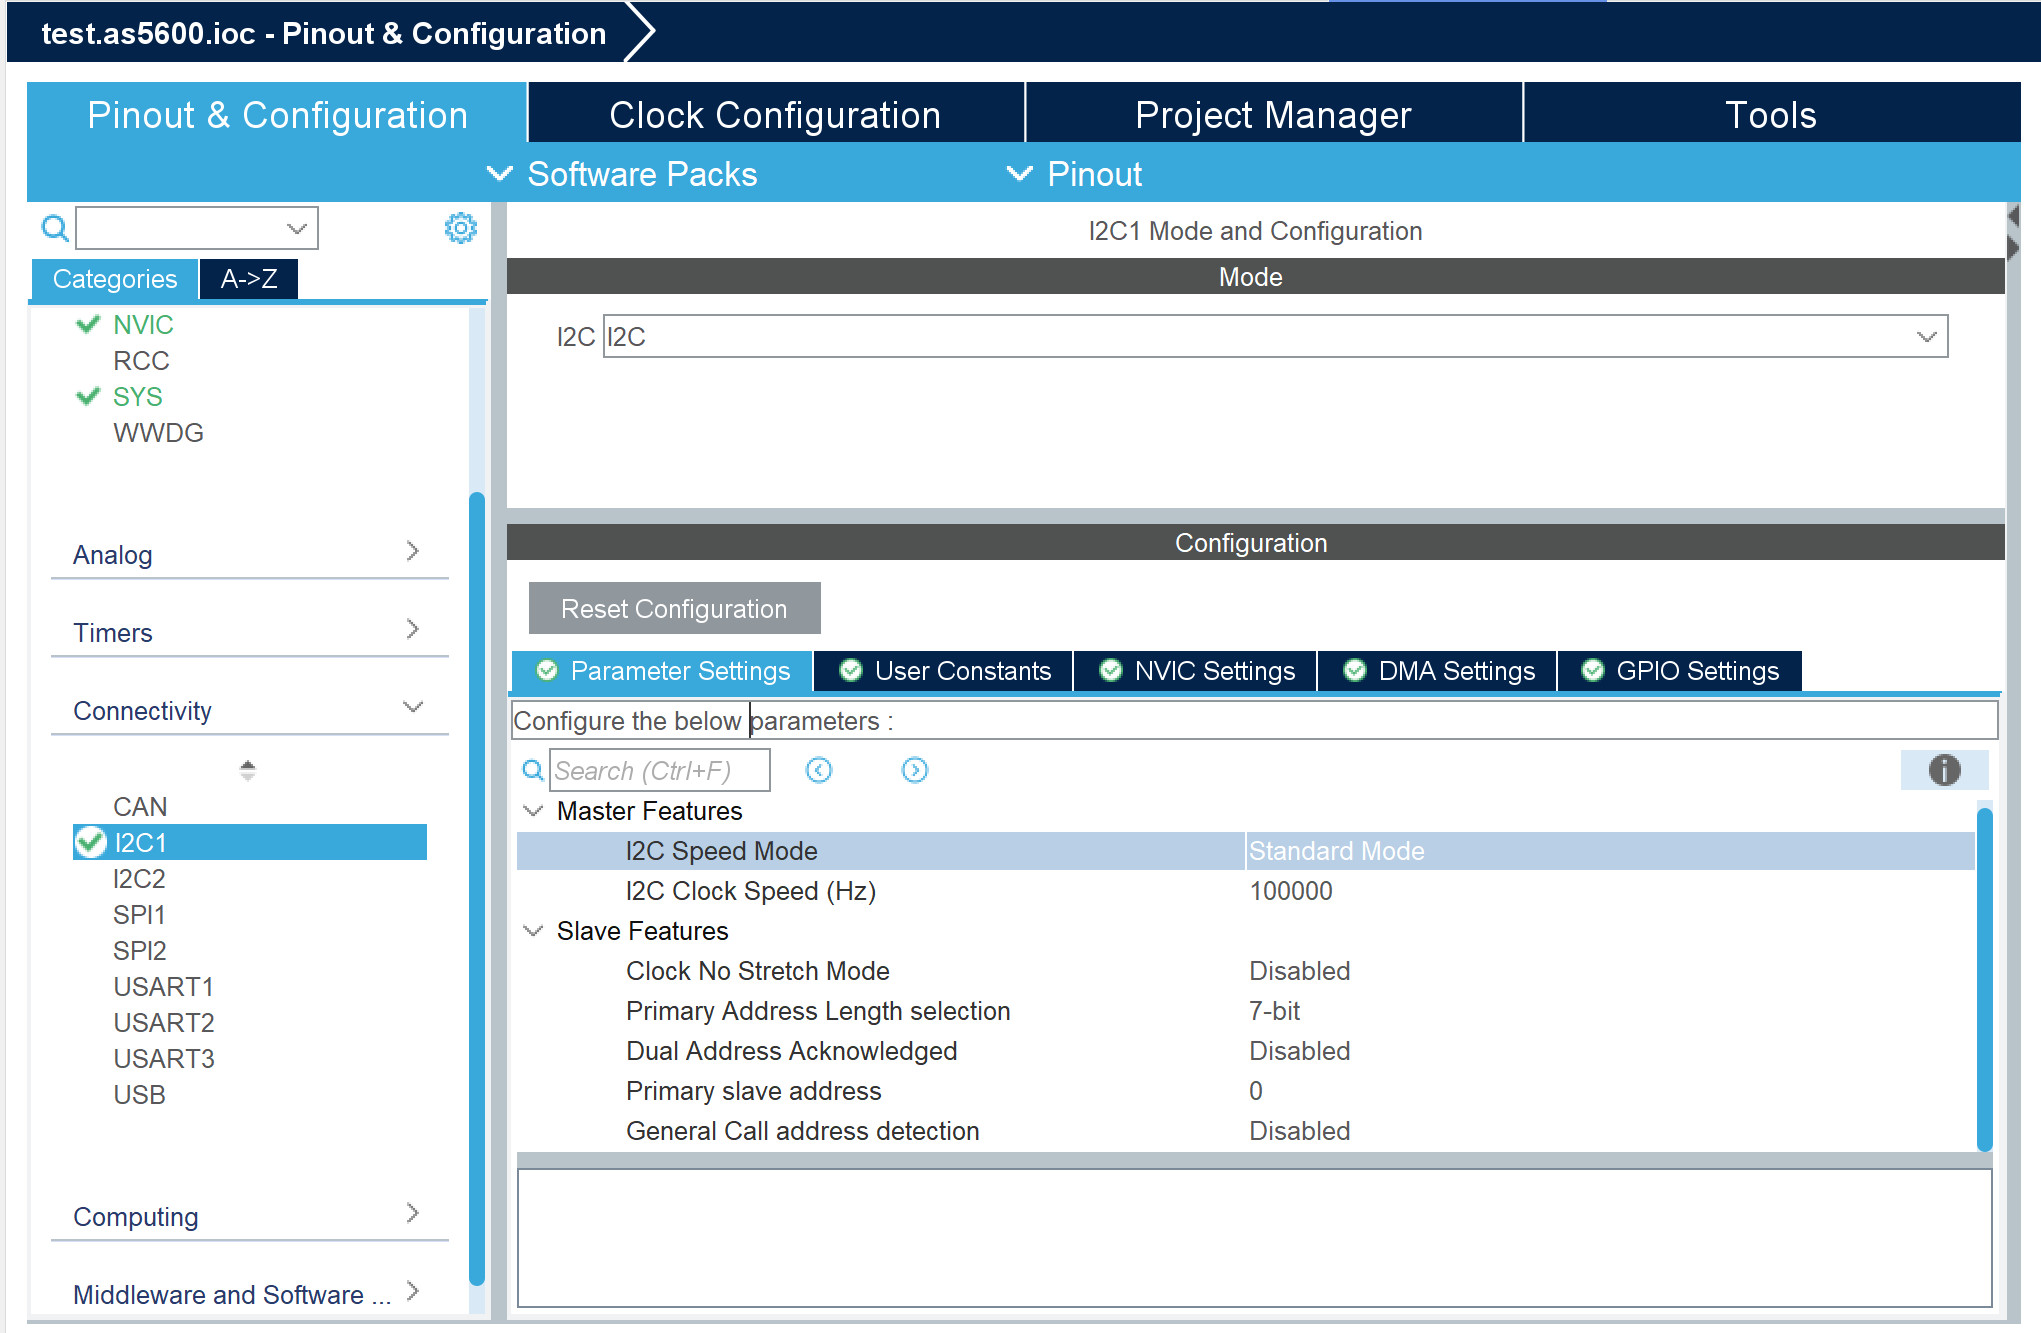 test.as5600.ioc - Pinout & Configuration
Pinout & Configuration
Clock Configuration
Project Manager
Tools
Software Packs
Pinout
Categories
A->Z
NVIC
RCC
SYS
WWDG
Analog
Timers
Connectivity
CAN
I2C1
I2C2
SPI1
SPI2
USART1
USART2
USART3
USB
Computing
Middleware and Software ...
I2C1 Mode and Configuration
Mode
I2C I2C
Configuration
Reset Configuration
Parameter Settings
User Constants
NVIC Settings
DMA Settings
GPIO Settings
Configure the below parameters :
Search (Ctrl+F)
Master Features
I2C Speed Mode Standard Mode
I2C Clock Speed (Hz) 100000
Slave Features
Clock No Stretch Mode Disabled
Primary Address Length selection 7-bit
Dual Address Acknowledged Disabled
Primary slave address 0
General Call address detection Disabled